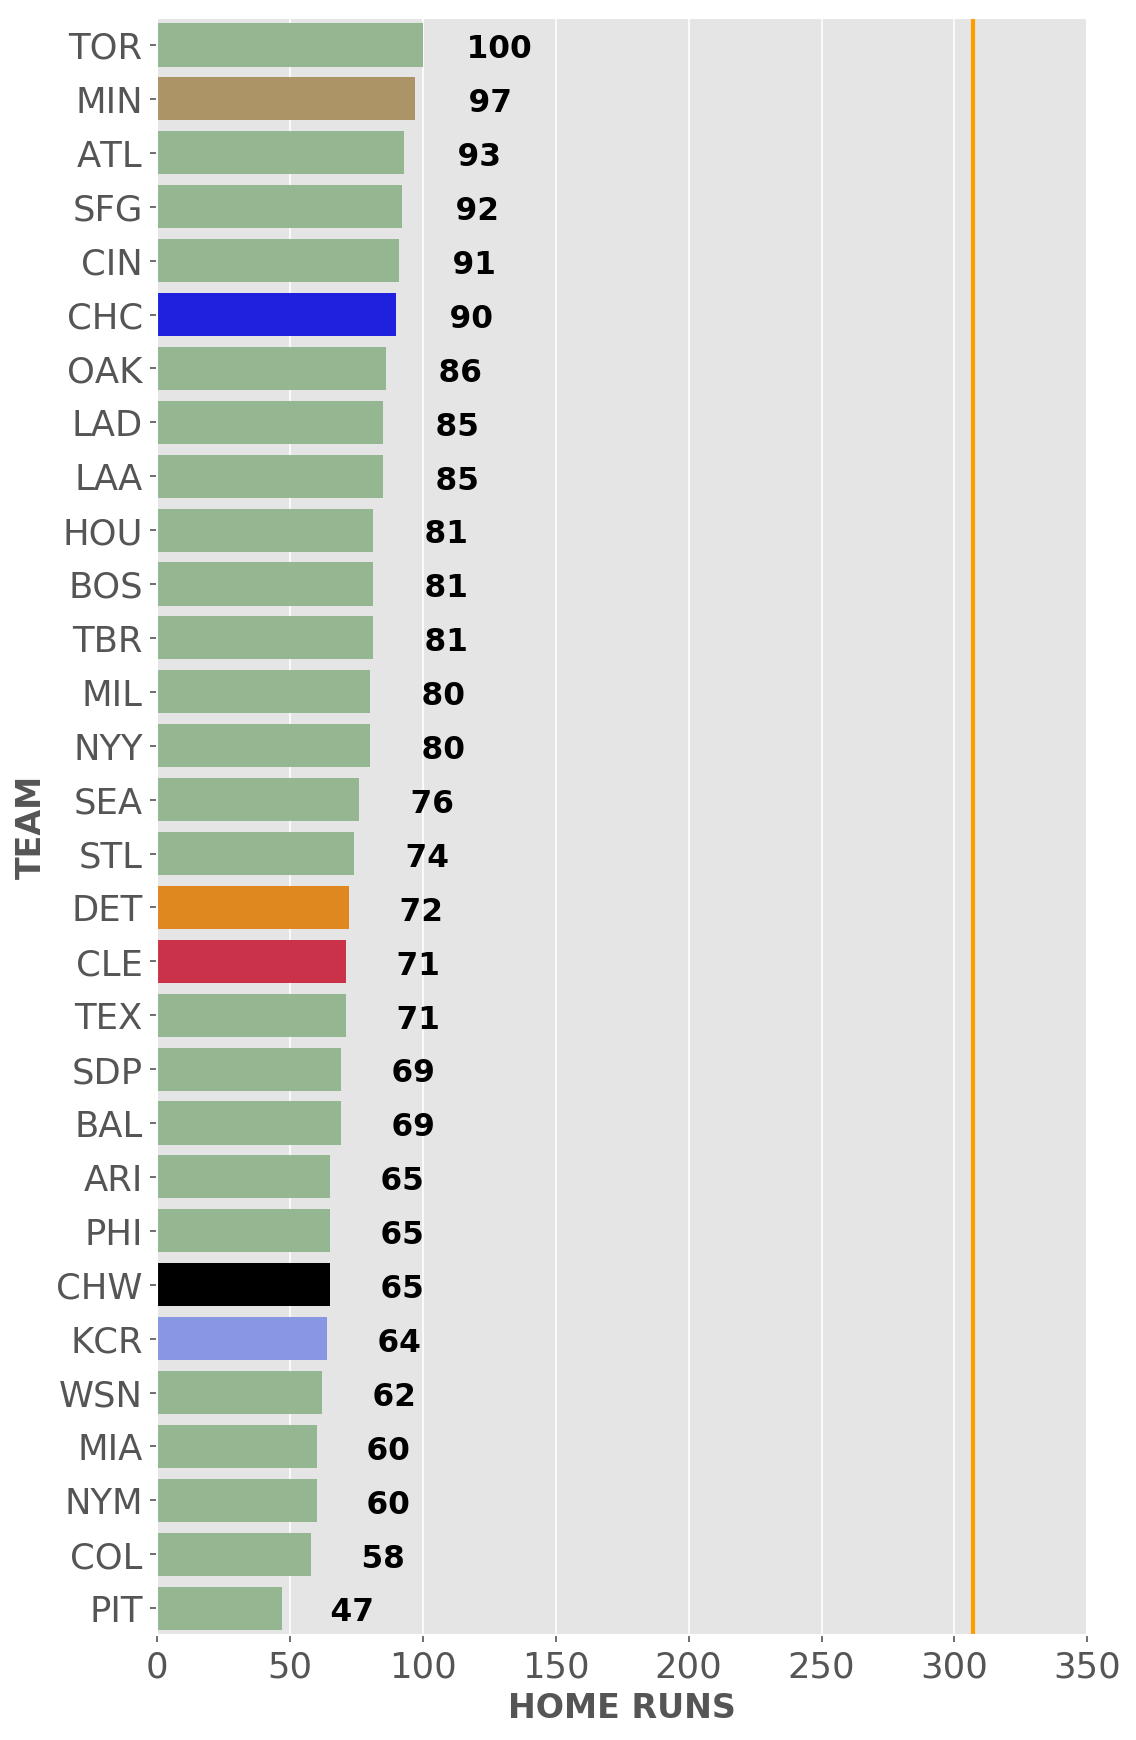 TOR 100
MIN 97
ATL 93
SFG 92
CIN 91
CHC 90
OAK 86
LAD 85
LAA 85
HOU 81
BOS 81
TBR 81
MIL 80
NYY 80
SEA 76
STL 74
DET 72
CLE 71
TEX 71
SDP 69
BAL 69
ARI 65
PHI 65
CHW 65
KCR 64
WSN 62
MIA 60
NYM 60
COL 58
PIT 47
TEAM
0 50 100 150 200 250 300 350
HOME RUNS